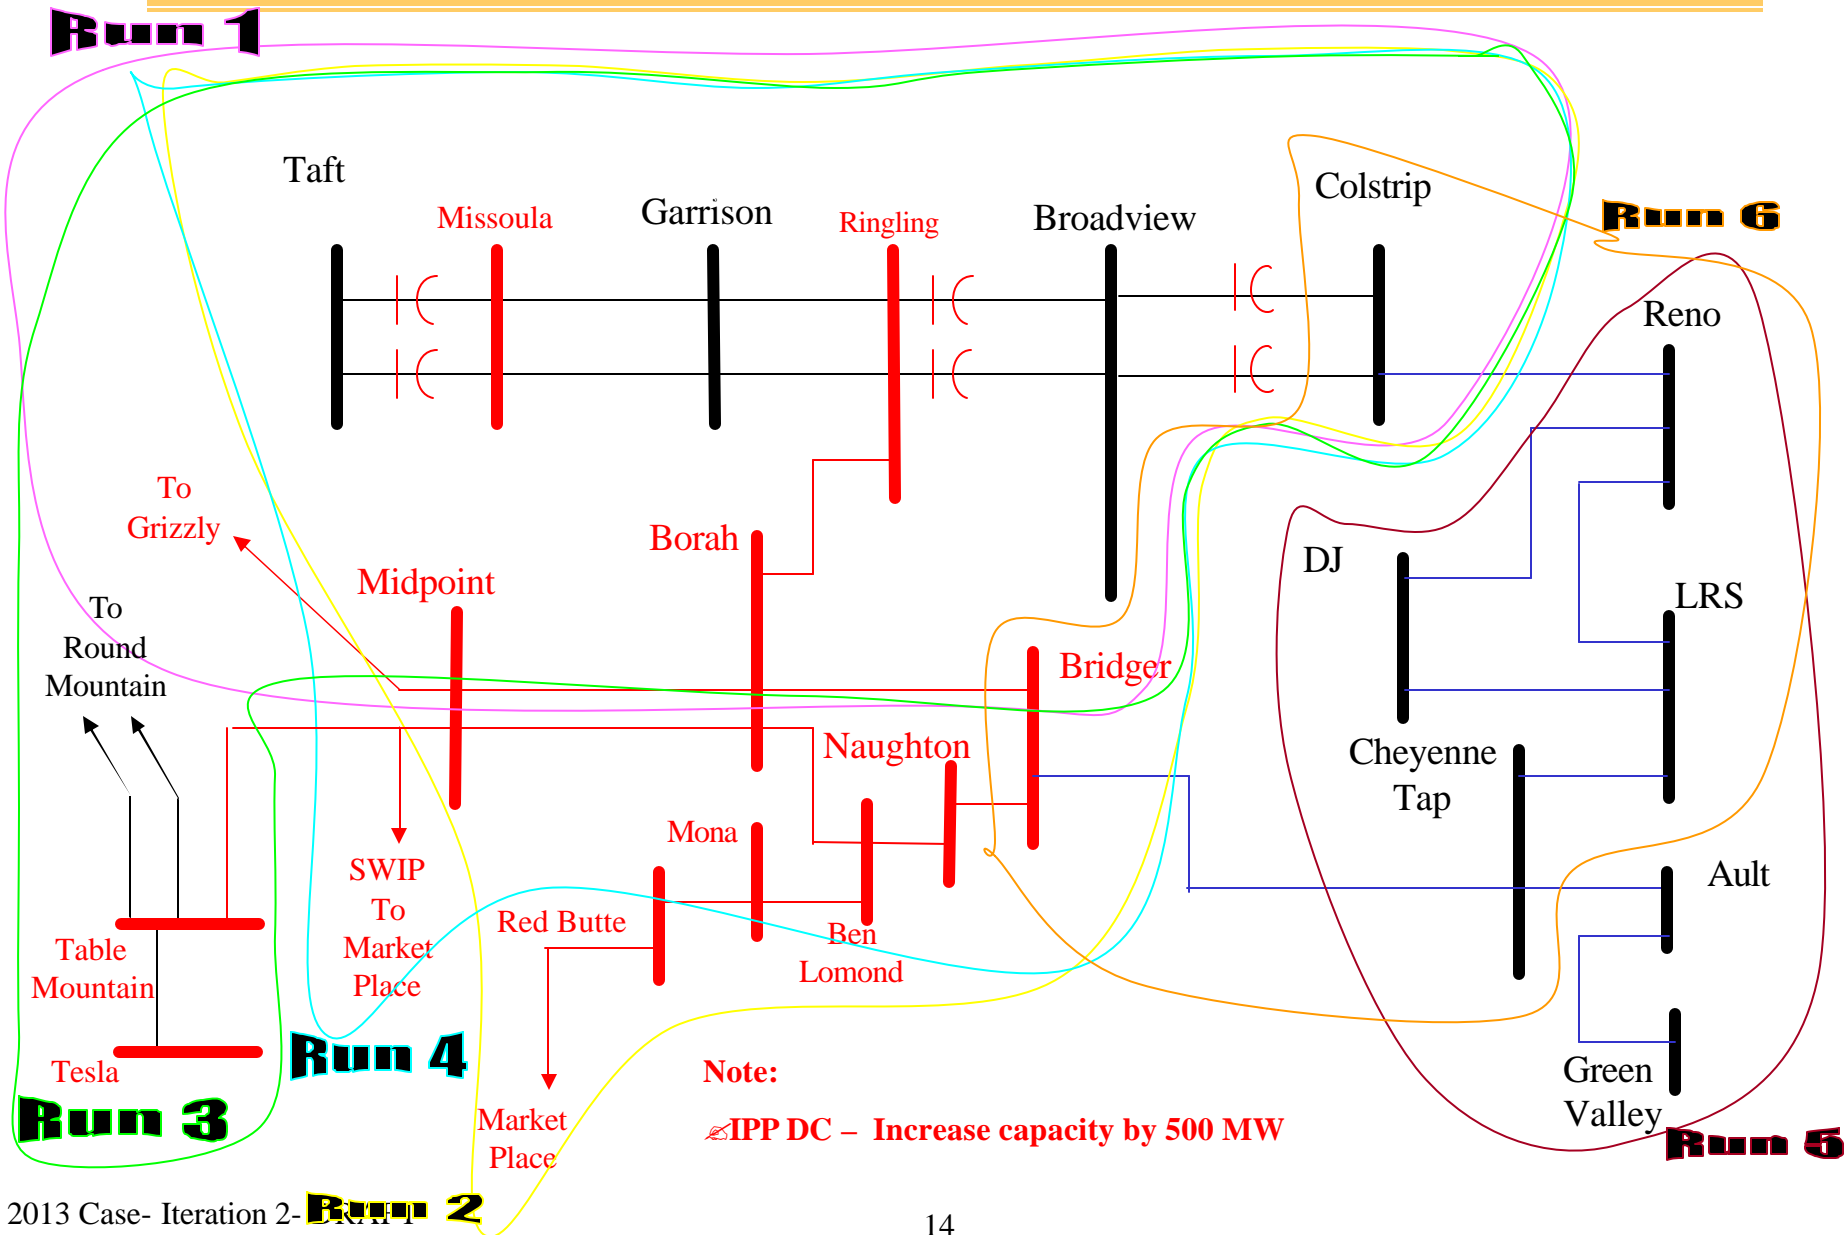 Run 1
Taft
Missoula
Garrison
Ringling
Broadview
Colstrip
Run 6
Reno
To
Grizzly
Borah
Midpoint
DJ
LRS
To
Round
Mountain
Bridger
Naughton
Cheyenne
Tap
Mona
SWIP
To
Market
Place
Red Butte
Ben
Lomond
Ault
Table
Mountain
Tesla
Run 4
Run 3
Note:
IPP DC – Increase capacity by 500 MW
Market
Place
Green
Valley
Run 5
2013 Case- Iteration 2- DRAFT
Run 2
14